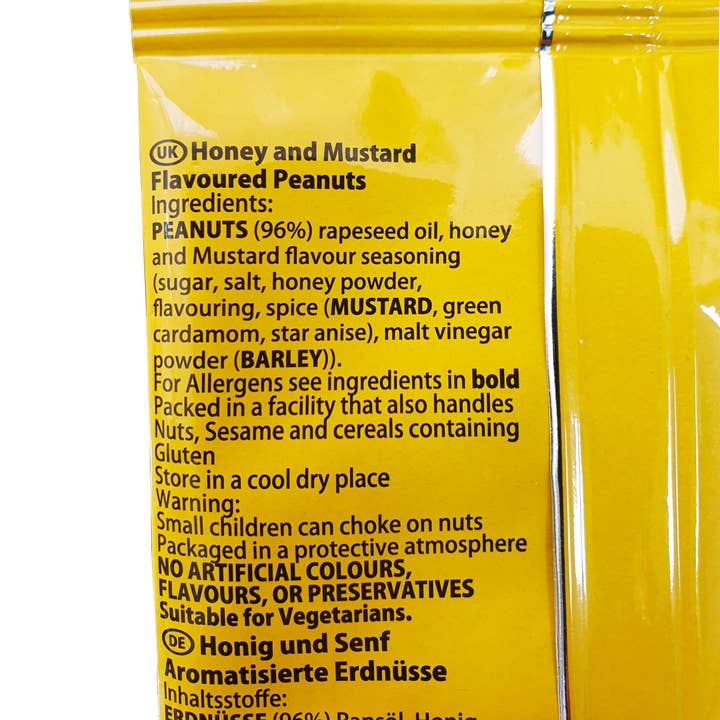 UK Honey and Mustard
Flavoured Peanuts
Ingredients:
PEANUTS (96%) rapeseed oil, honey
and Mustard flavour seasoning
(sugar, salt, honey powder,
flavouring, spice (MUSTARD, green
cardamom, star anise), malt vinegar
powder (BARLEY)).
For Allergens see ingredients in bold
Packed in a facility that also handles
Nuts, Sesame and cereals containing
Gluten
Store in a cool dry place
Warning:
Small children can choke on nuts
Packaged in a protective atmosphere
NO ARTIFICIAL COLOURS,
FLAVOURS, OR PRESERVATIVES
Suitable for Vegetarians.
DE Honig und Senf
Aromatisierte Erdnüsse
Inhaltsstoffe:
ERDNÜSSE (96%) Rapsöl, Honig